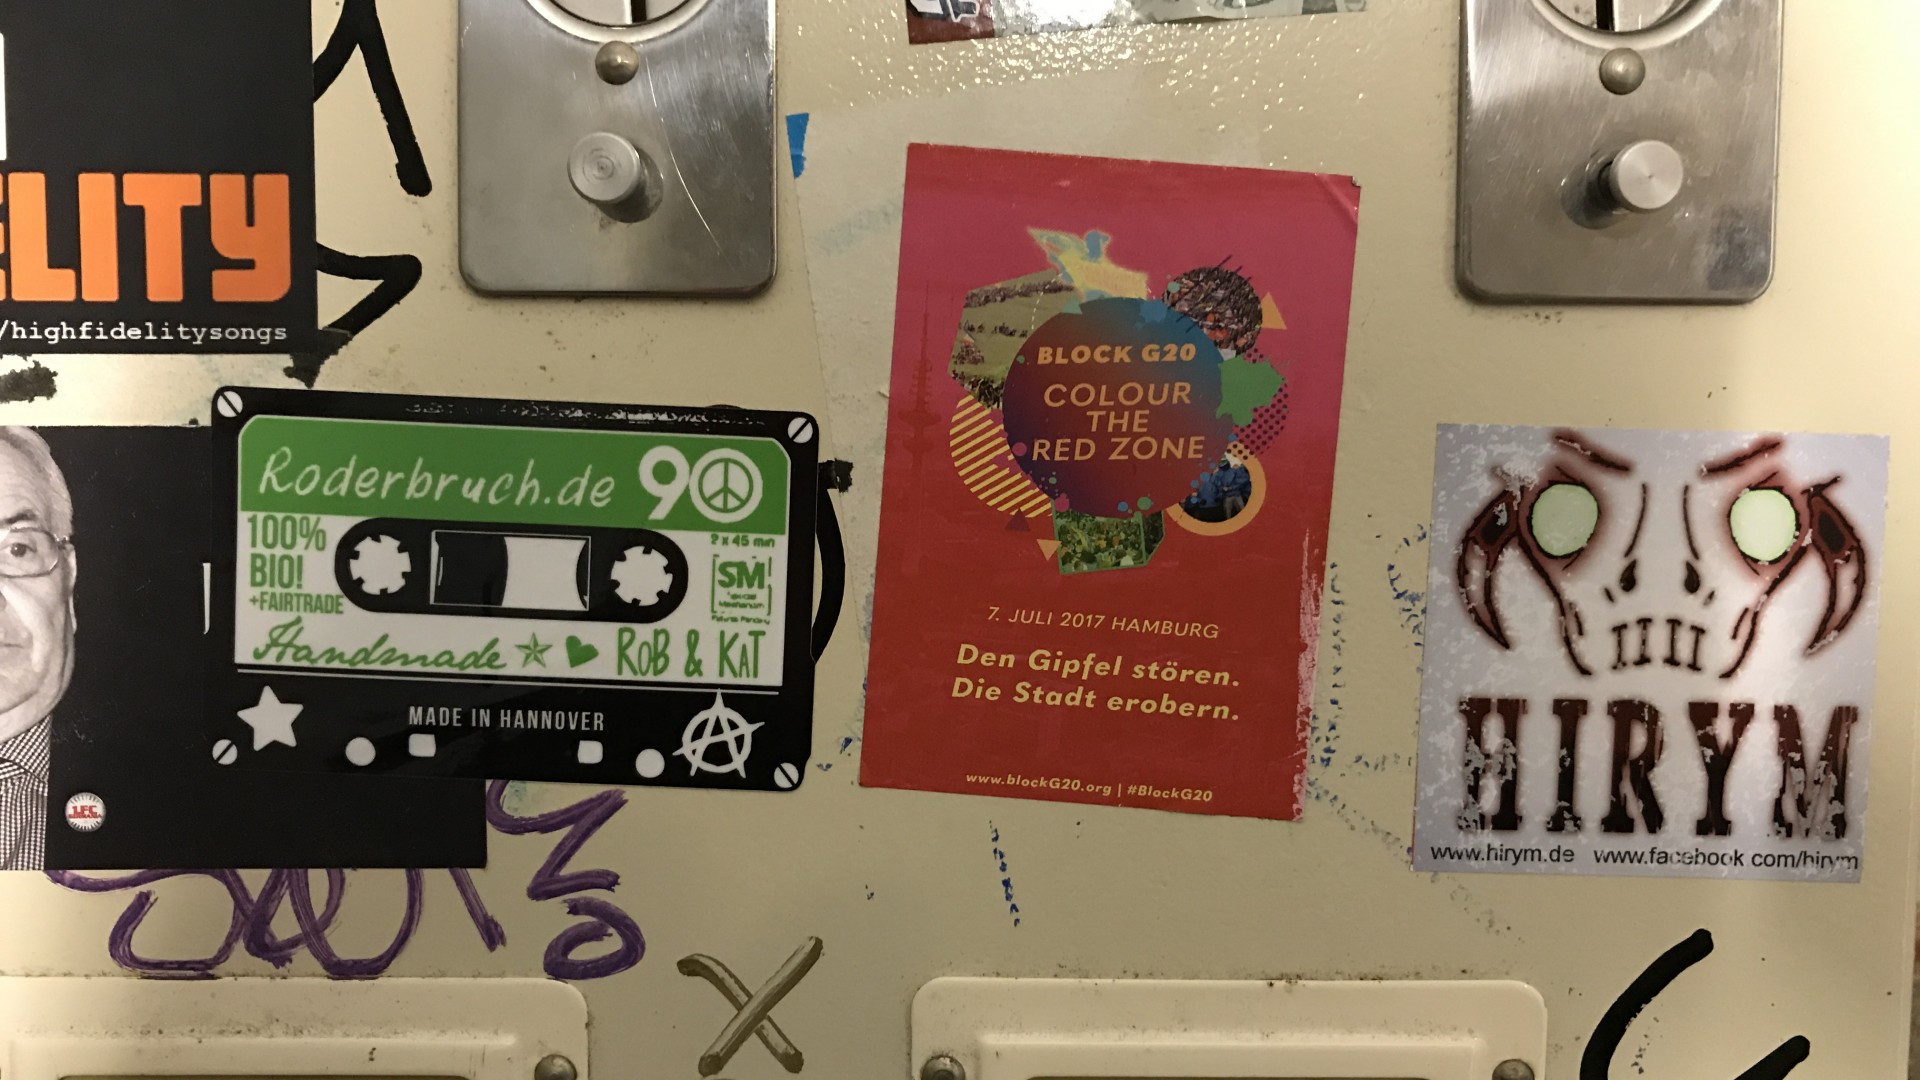 ELITY
/highfidelitysongs
Roderbruch.de 90
100%
BIO!
+FAIRTRADE
2 x 45 min
SM
Handmade ROB & KAT
MADE IN HANNOVER
BLOCK G20
COLOUR
THE
RED ZONE
7. JULI 2017 HAMBURG
Den Gipfel stören.
Die Stadt erobern.
www.blockG20.org | #BlockG20
HIRYM
www.hirym.de www.facebook.com/hirym